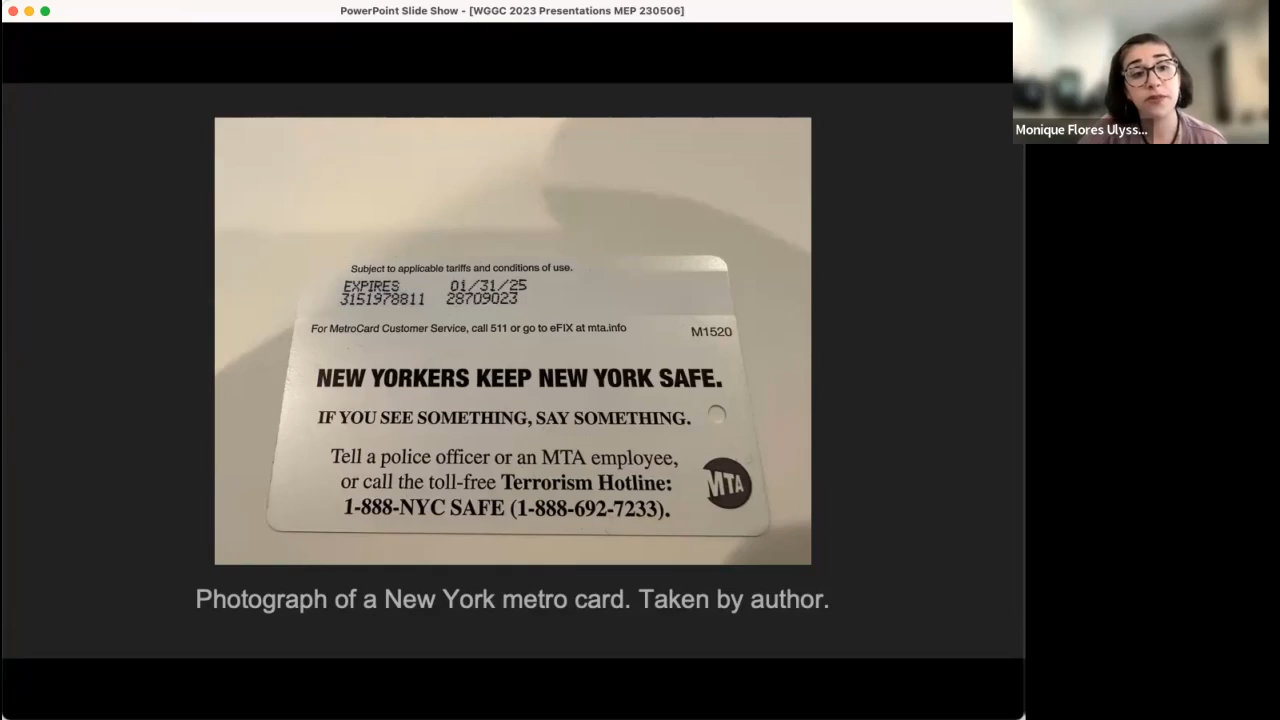 PowerPoint Slide Show - [WGGC 2023 Presentations MEP 230506]
Monique Flores Ulyss...
Subject to applicable tariffs and conditions of use.
EXPIRES 01/31/25
3151978811 28709023
For MetroCard Customer Service, call 511 or go to eFIX at mta.info
M1520
NEW YORKERS KEEP NEW YORK SAFE.
IF YOU SEE SOMETHING, SAY SOMETHING.
Tell a police officer or an MTA employee,
or call the toll-free Terrorism Hotline:
1-888-NYC SAFE (1-888-692-7233).
MTA
Photograph of a New York metro card. Taken by author.